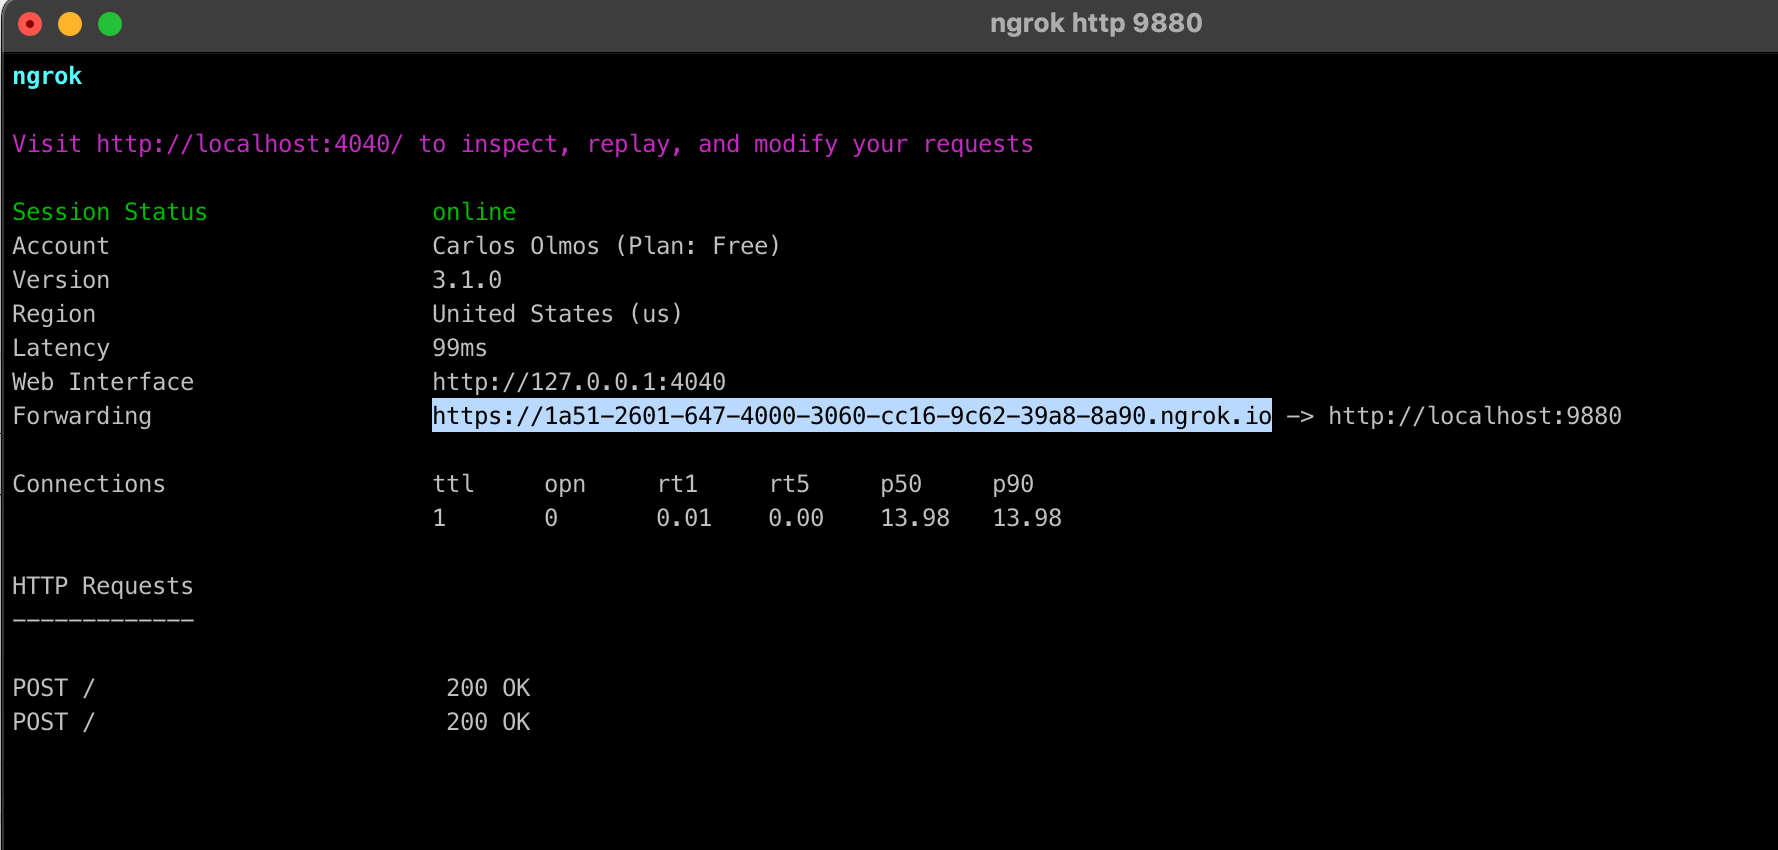 ngrok http 9880
ngrok
Visit http://localhost:4040/ to inspect, replay, and modify your requests
Session Status online
Account Carlos Olmos (Plan: Free)
Version 3.1.0
Region United States (us)
Latency 99ms
Web Interface http://127.0.0.1:4040
Forwarding https://1a51-2601-647-4000-3060-cc16-9c62-39a8-8a90.ngrok.io -> http://localhost:9880
Connections ttl opn rt1 rt5 p50 p90
1 0 0.01 0.00 13.98 13.98
HTTP Requests
-------------
POST / 200 OK
POST / 200 OK